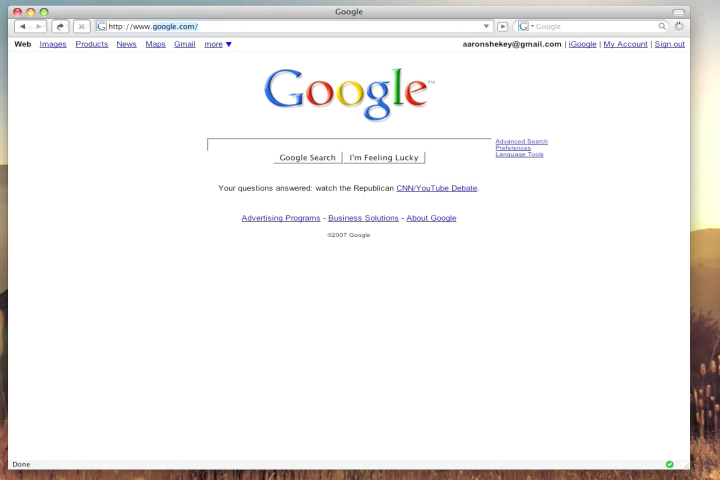 Google
http://www.google.com/
Google
Web Images Products News Maps Gmail more ▼
aaronshekey@gmail.com | iGoogle | My Account | Sign out
Google™
Advanced Search
Preferences
Language Tools
Google Search
I'm Feeling Lucky
Your questions answered: watch the Republican CNN/YouTube Debate.
Advertising Programs - Business Solutions - About Google
©2007 Google
Done